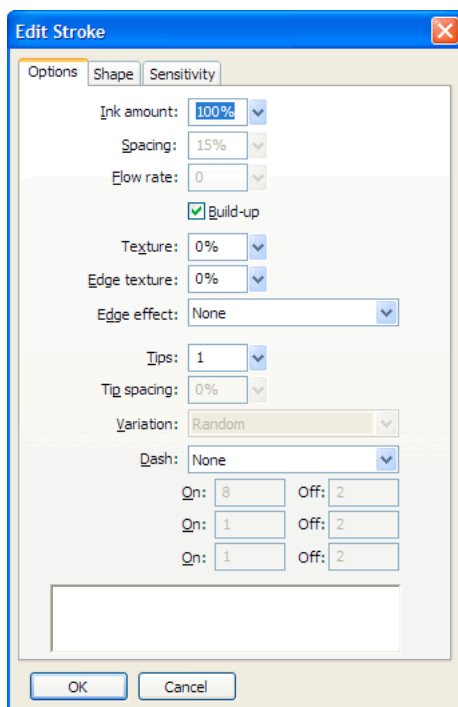 Edit Stroke
Options Shape Sensitivity
Ink amount: 100%
Spacing: 15%
Flow rate: 0
Build-up
Texture: 0%
Edge texture: 0%
Edge effect: None
Tips: 1
Tip spacing: 0%
Variation: Random
Dash: None
On: 8 Off: 2
On: 1 Off: 2
On: 1 Off: 2
OK Cancel